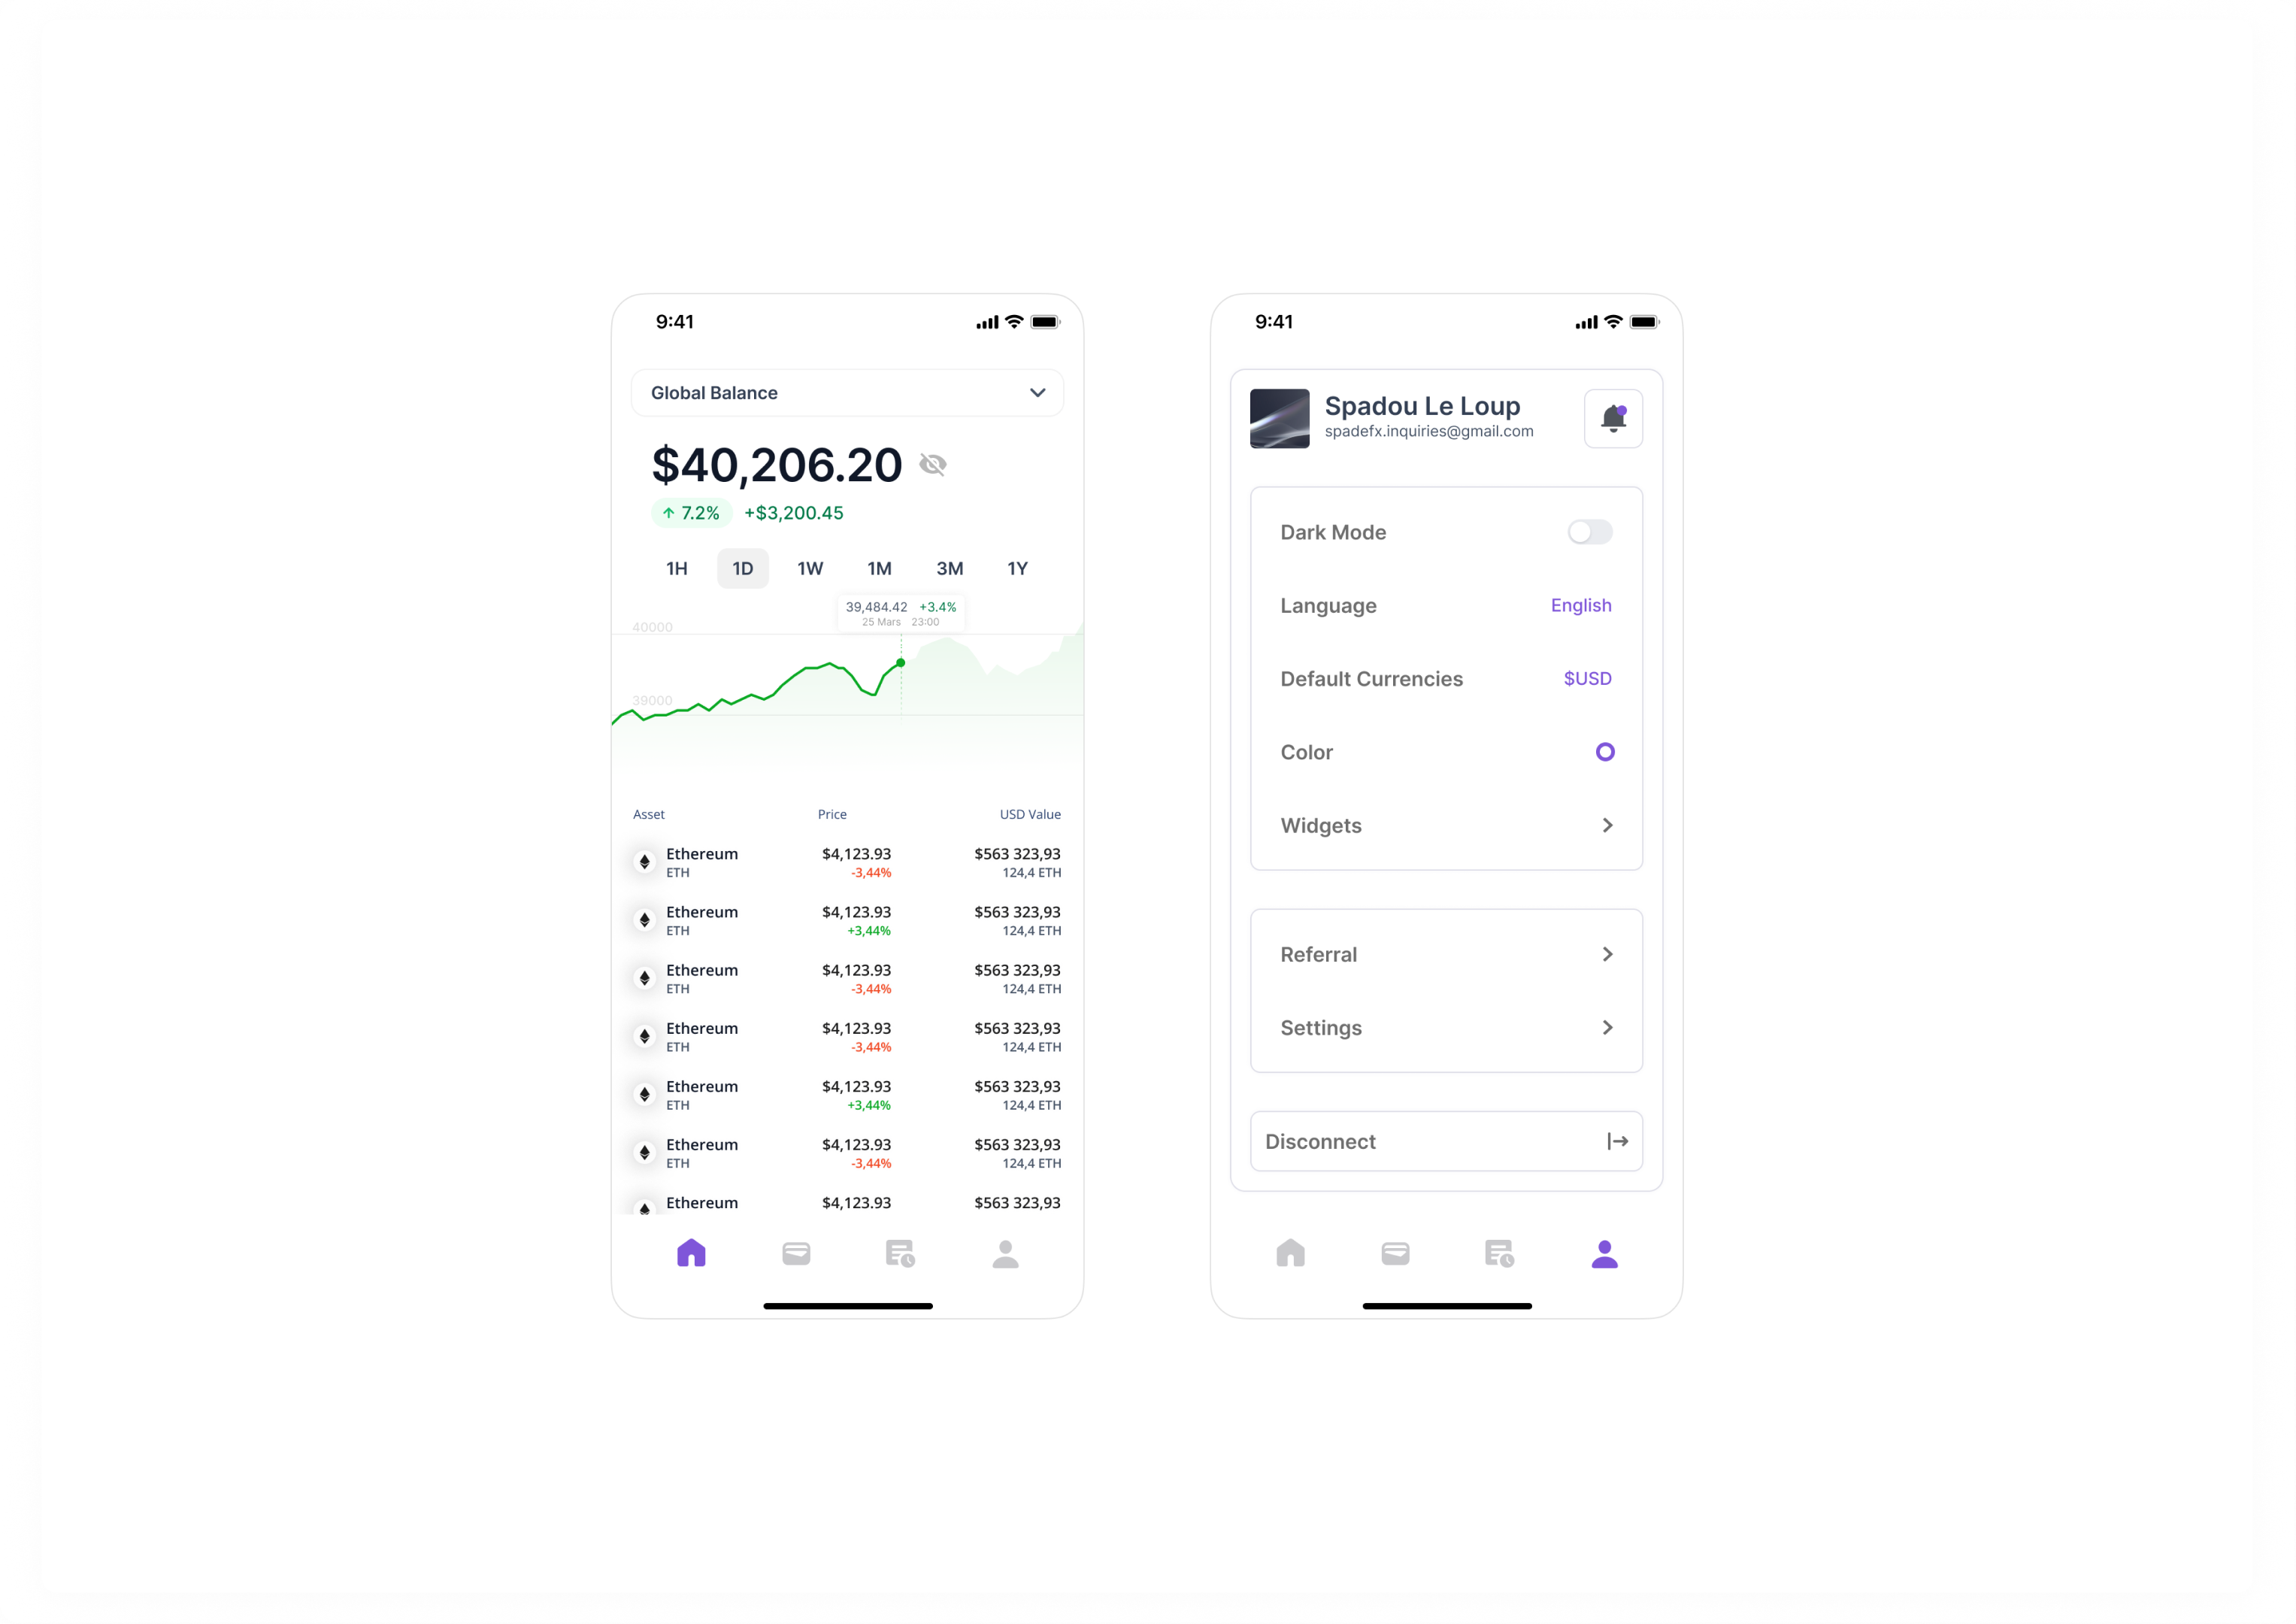 9:41
Global Balance
$40,206.20
7.2% +$3,200.45
1H 1D 1W 1M 3M 1Y
39,484.42 +3.4%
25 Mars 23:00
40000
39000
Asset Price USD Value
Ethereum $4,123.93 $563 323,93
ETH -3,44% 124,4 ETH
Ethereum $4,123.93 $563 323,93
ETH +3,44% 124,4 ETH
Ethereum $4,123.93 $563 323,93
ETH -3,44% 124,4 ETH
Ethereum $4,123.93 $563 323,93
ETH -3,44% 124,4 ETH
Ethereum $4,123.93 $563 323,93
ETH +3,44% 124,4 ETH
Ethereum $4,123.93 $563 323,93
ETH -3,44% 124,4 ETH
Ethereum $4,123.93 $563 323,93
9:41
Spadou Le Loup
spadefx.inquiries@gmail.com
Dark Mode
Language English
Default Currencies $USD
Color
Widgets
Referral
Settings
Disconnect